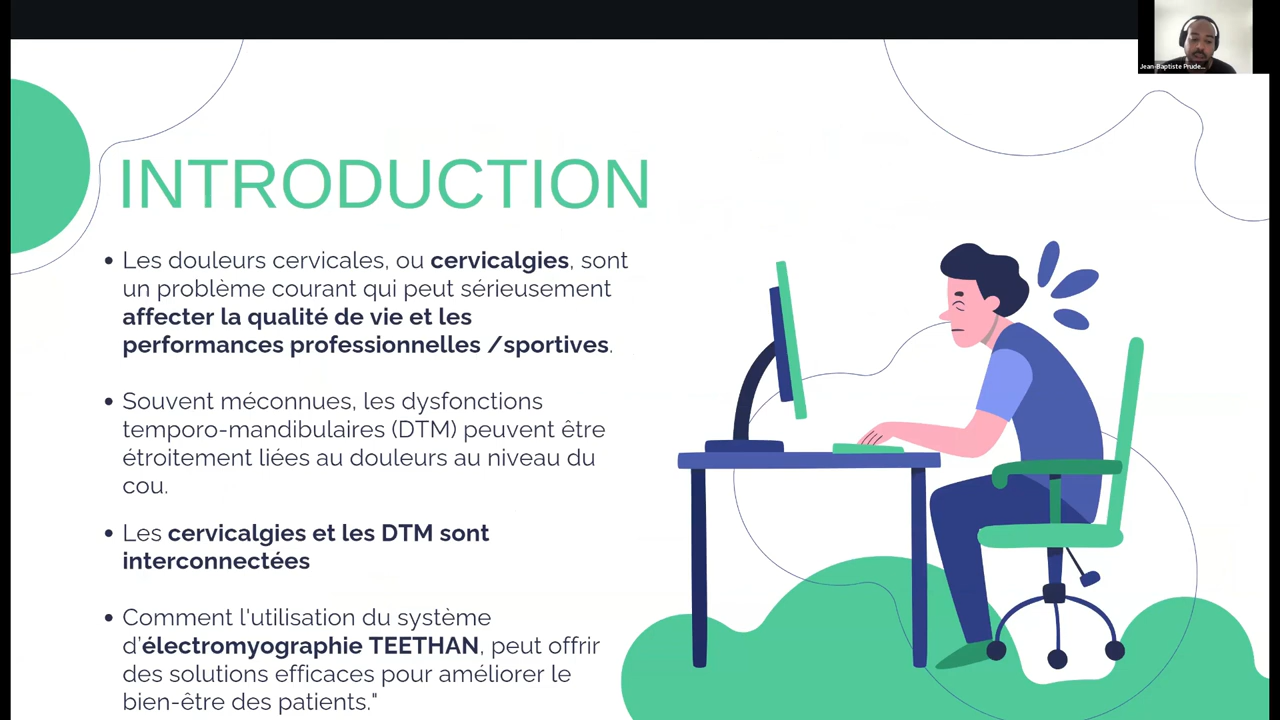 Jean-Baptiste Prude...
INTRODUCTION
• Les douleurs cervicales, ou cervicalgies, sont
un problème courant qui peut sérieusement
affecter la qualité de vie et les
performances professionnelles /sportives.
• Souvent méconnues, les dysfonctions
temporo-mandibulaires (DTM) peuvent être
étroitement liées au douleurs au niveau du
cou.
• Les cervicalgies et les DTM sont
interconnectées
• Comment l'utilisation du système
d'électromyographie TEETHAN, peut offrir
des solutions efficaces pour améliorer le
bien-être des patients."